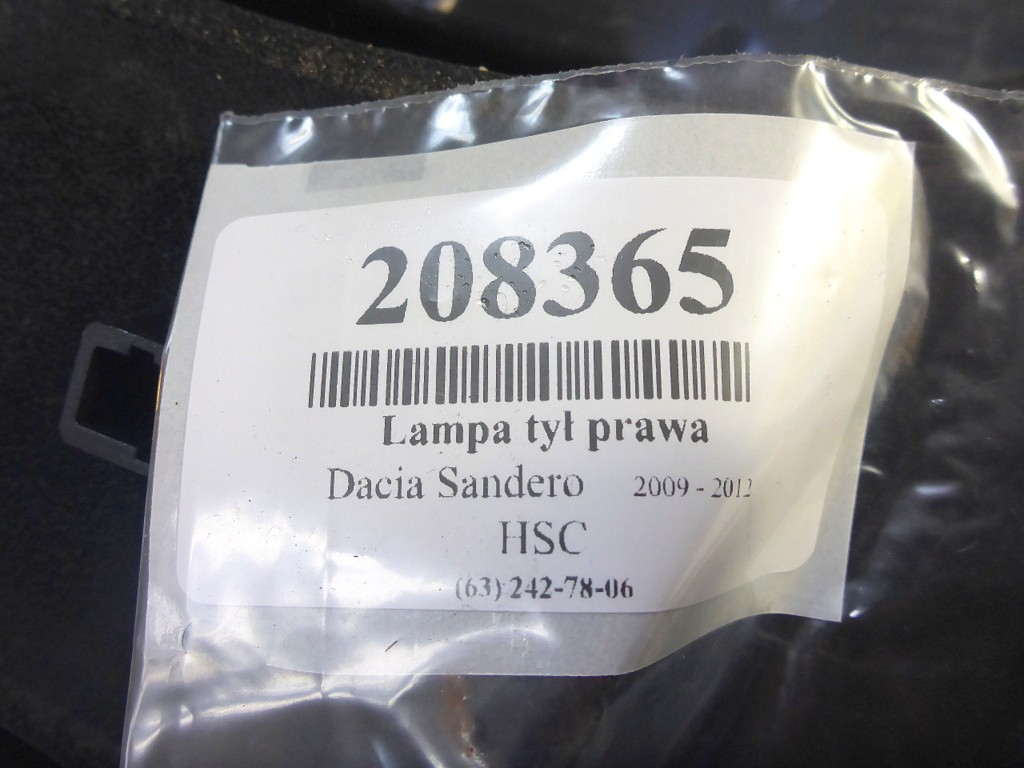 208365
Lampa tył prawa
Dacia Sandero 2009 - 2012
HSC
(63) 242-78-06